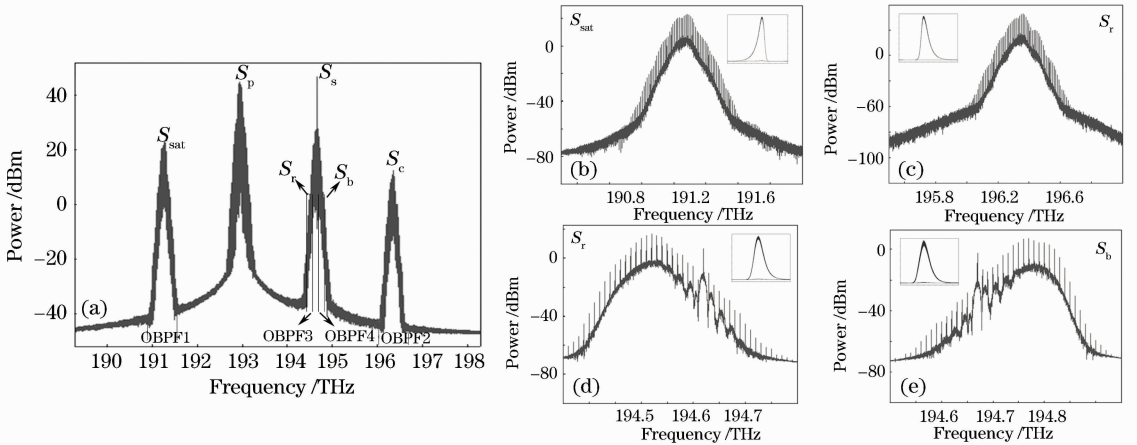 S_p
S_s
S_sat
S_c
S_r
S_b
40
20
0
−20
−40
Power /dBm
(a)
OBPF1
OBPF3
OBPF4
OBPF2
190 191 192 193 194 195 196 197 198
Frequency /THz
S_sat
0
−40
−80
Power /dBm
(b)
190.8 191.2 191.6
Frequency /THz
S_r
0
−60
−100
Power /dBm
(c)
195.8 196.2 196.6
Frequency /THz
S_r
0
−40
−80
Power /dBm
(d)
194.5 194.6 194.7
Frequency /THz
S_b
0
−40
−80
Power /dBm
(e)
194.6 194.7 194.8
Frequency /THz